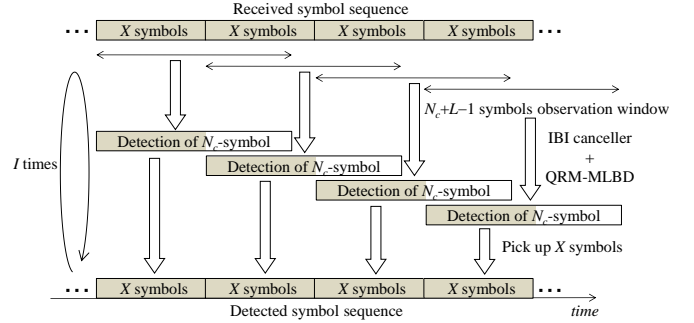 Received symbol sequence
... X symbols X symbols X symbols X symbols ...
N_c+L−1 symbols observation window
IBI canceller
+
QRM-MLBD
Detection of N_c-symbol
I times
Detection of N_c-symbol
Detection of N_c-symbol
Detection of N_c-symbol
Pick up X symbols
... X symbols X symbols X symbols X symbols ...
Detected symbol sequence
time